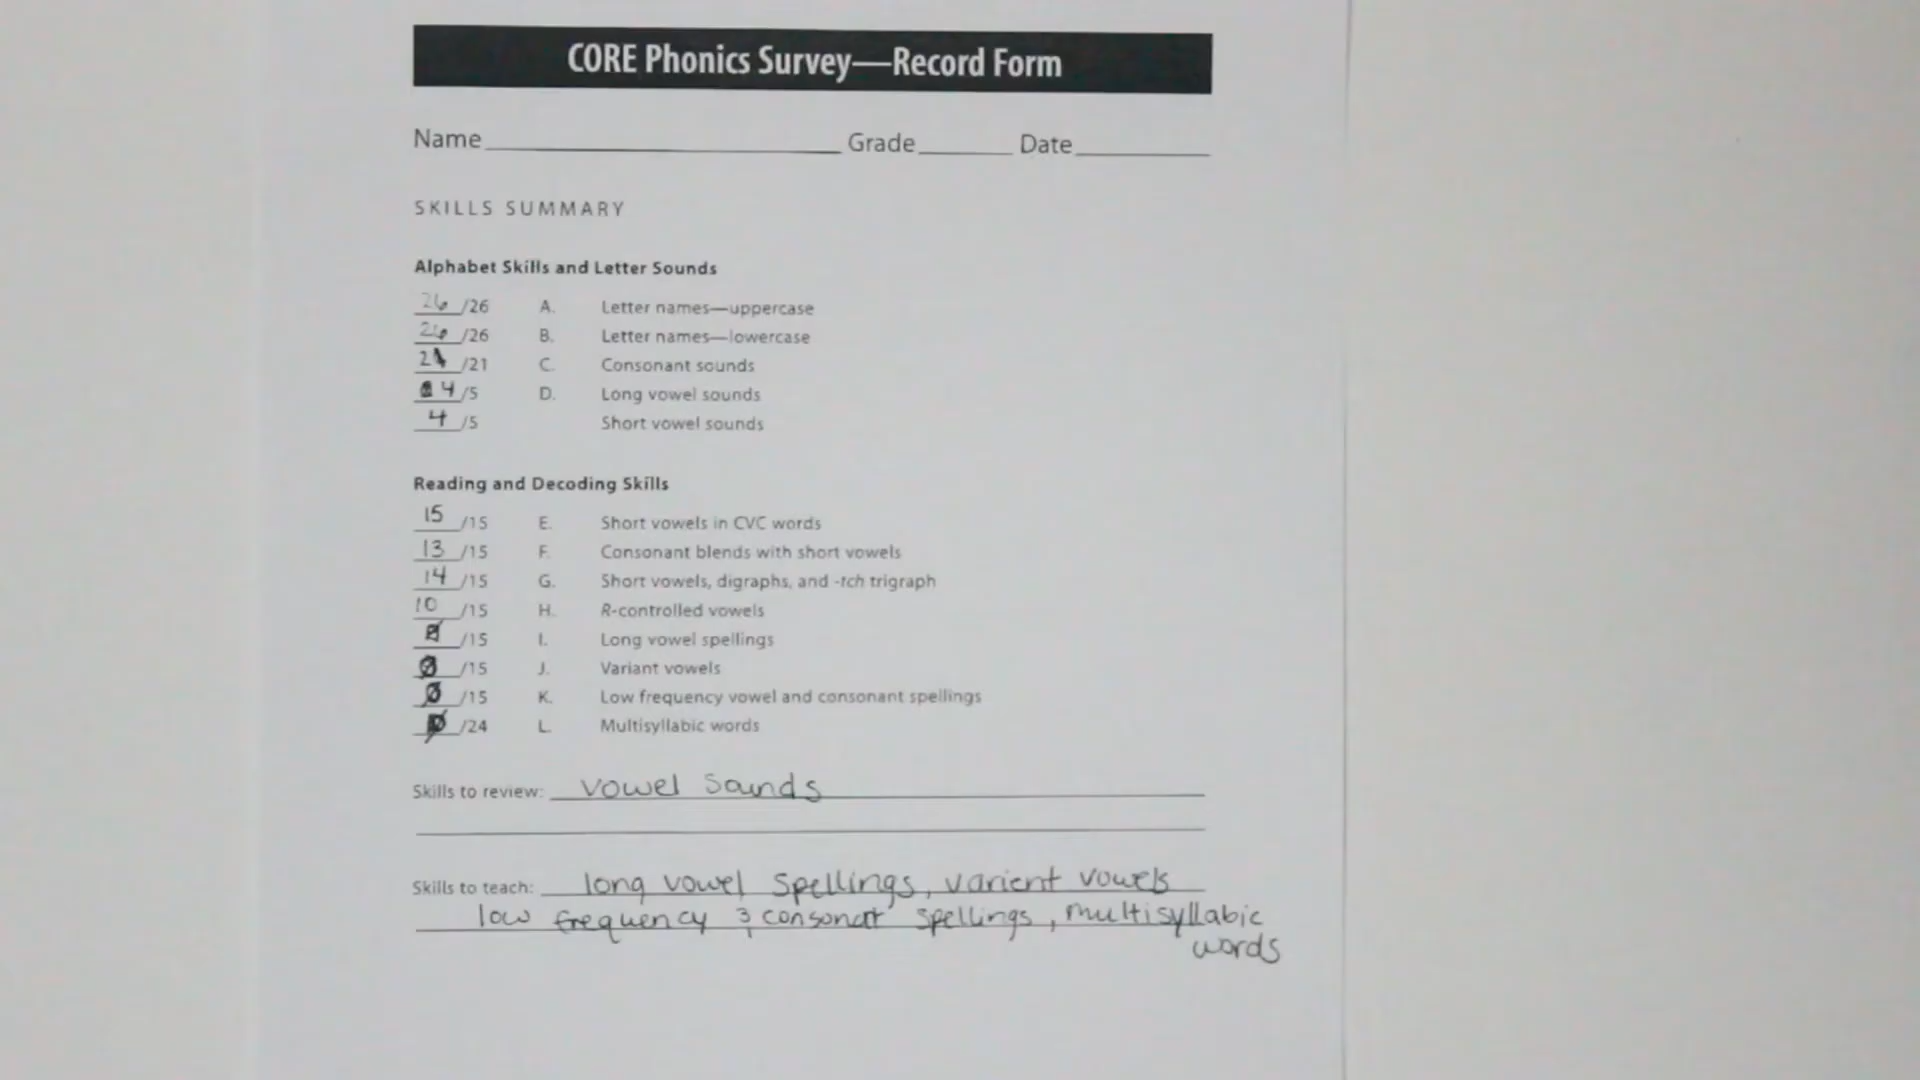 CORE Phonics Survey—Record Form
Name Grade Date
SKILLS SUMMARY
Alphabet Skills and Letter Sounds
26 /26 A. Letter names—uppercase
26 /26 B. Letter names—lowercase
21 /21 C. Consonant sounds
4 /5 D. Long vowel sounds
4 /5 Short vowel sounds
Reading and Decoding Skills
15 /15 E. Short vowels in CVC words
13 /15 F. Consonant blends with short vowels
14 /15 G. Short vowels, digraphs, and -tch trigraph
10 /15 H. R-controlled vowels
/15 I. Long vowel spellings
0 /15 J. Variant vowels
0 /15 K. Low frequency vowel and consonant spellings
0 /24 L. Multisyllabic words
Skills to review: vowel sounds
Skills to teach: long vowel spellings, varient vowels
low frequency & consonant spellings, multisyllabic
words